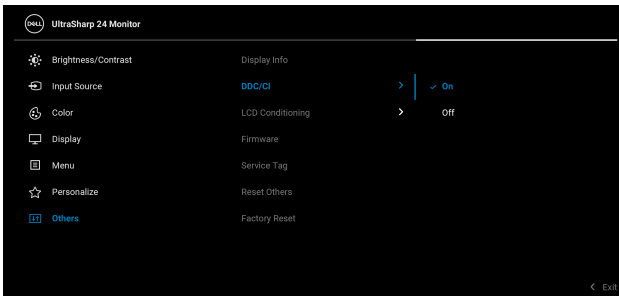 DELL UltraSharp 24 Monitor
Brightness/Contrast Display Info
Input Source DDC/CI On
Color LCD Conditioning Off
Display Firmware
Menu Service Tag
Personalize Reset Others
Others Factory Reset
Exit